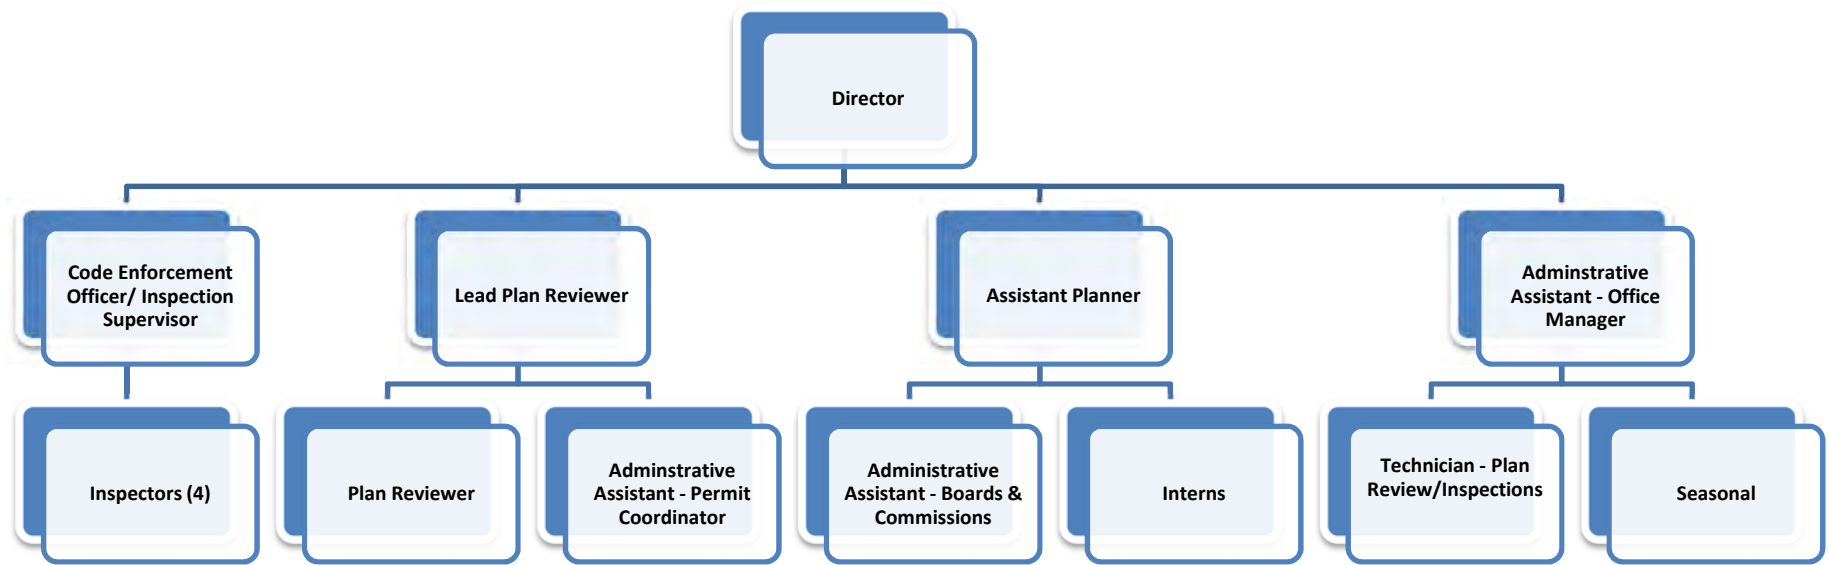 Director
Code Enforcement
Officer/ Inspection
Supervisor
Lead Plan Reviewer
Assistant Planner
Adminstrative
Assistant - Office
Manager
Inspectors (4)
Plan Reviewer
Adminstrative
Assistant - Permit
Coordinator
Administrative
Assistant - Boards &
Commissions
Interns
Technician - Plan
Review/Inspections
Seasonal